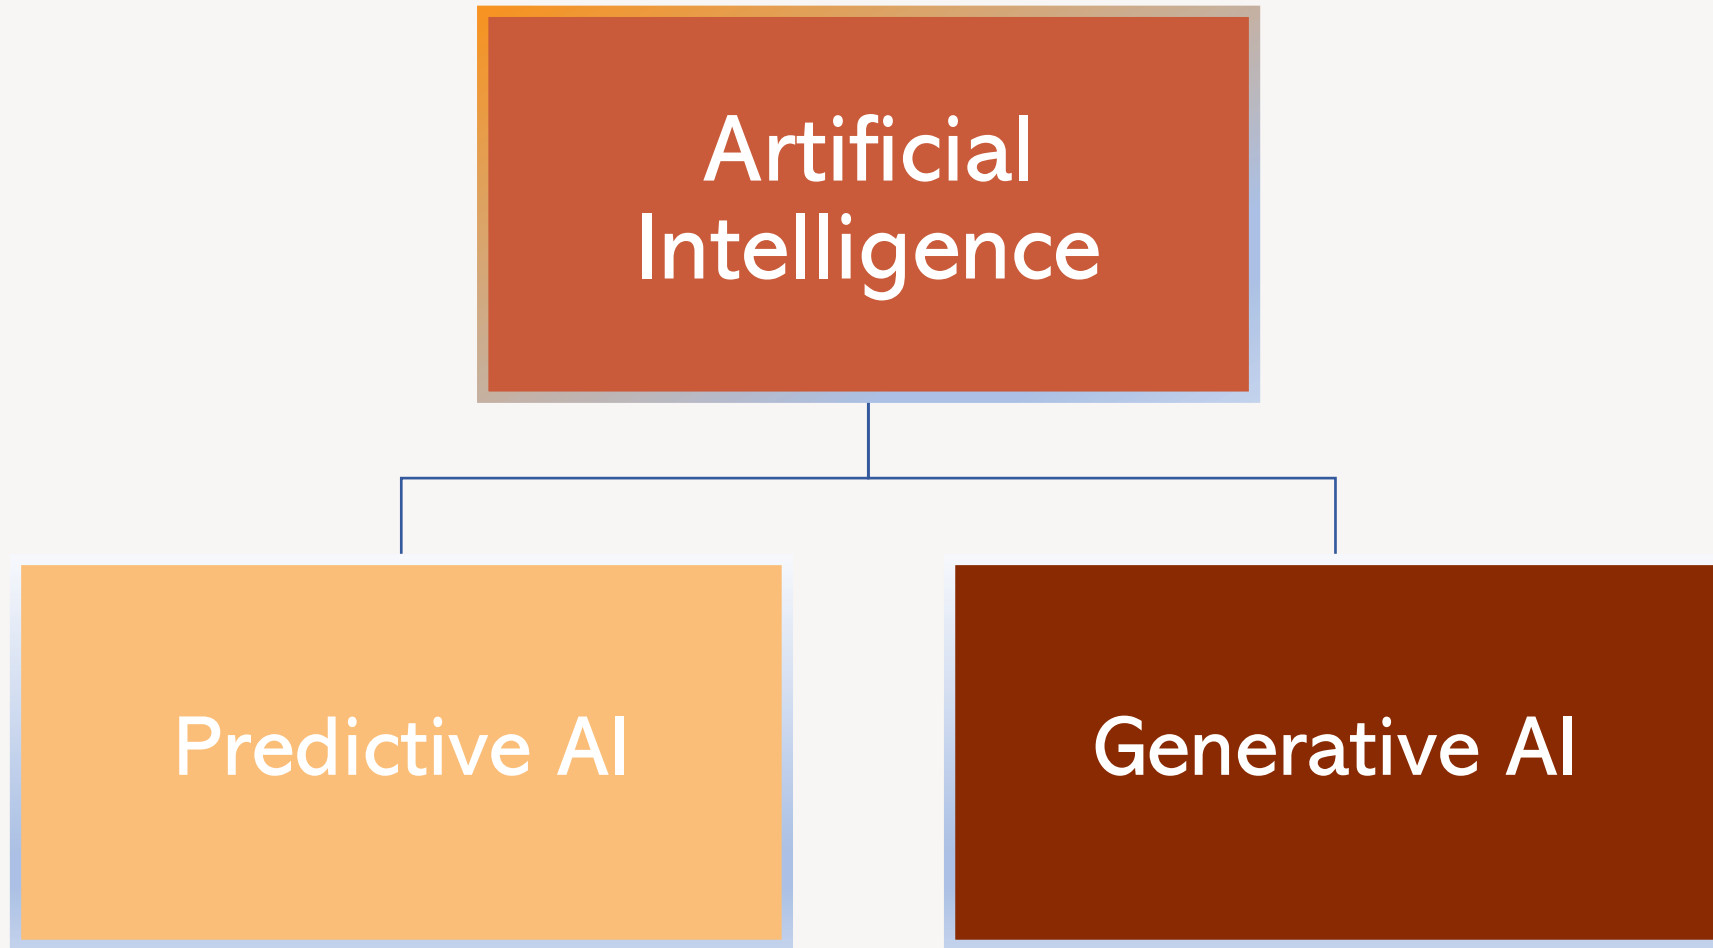 Artificial
Intelligence
Predictive AI
Generative AI